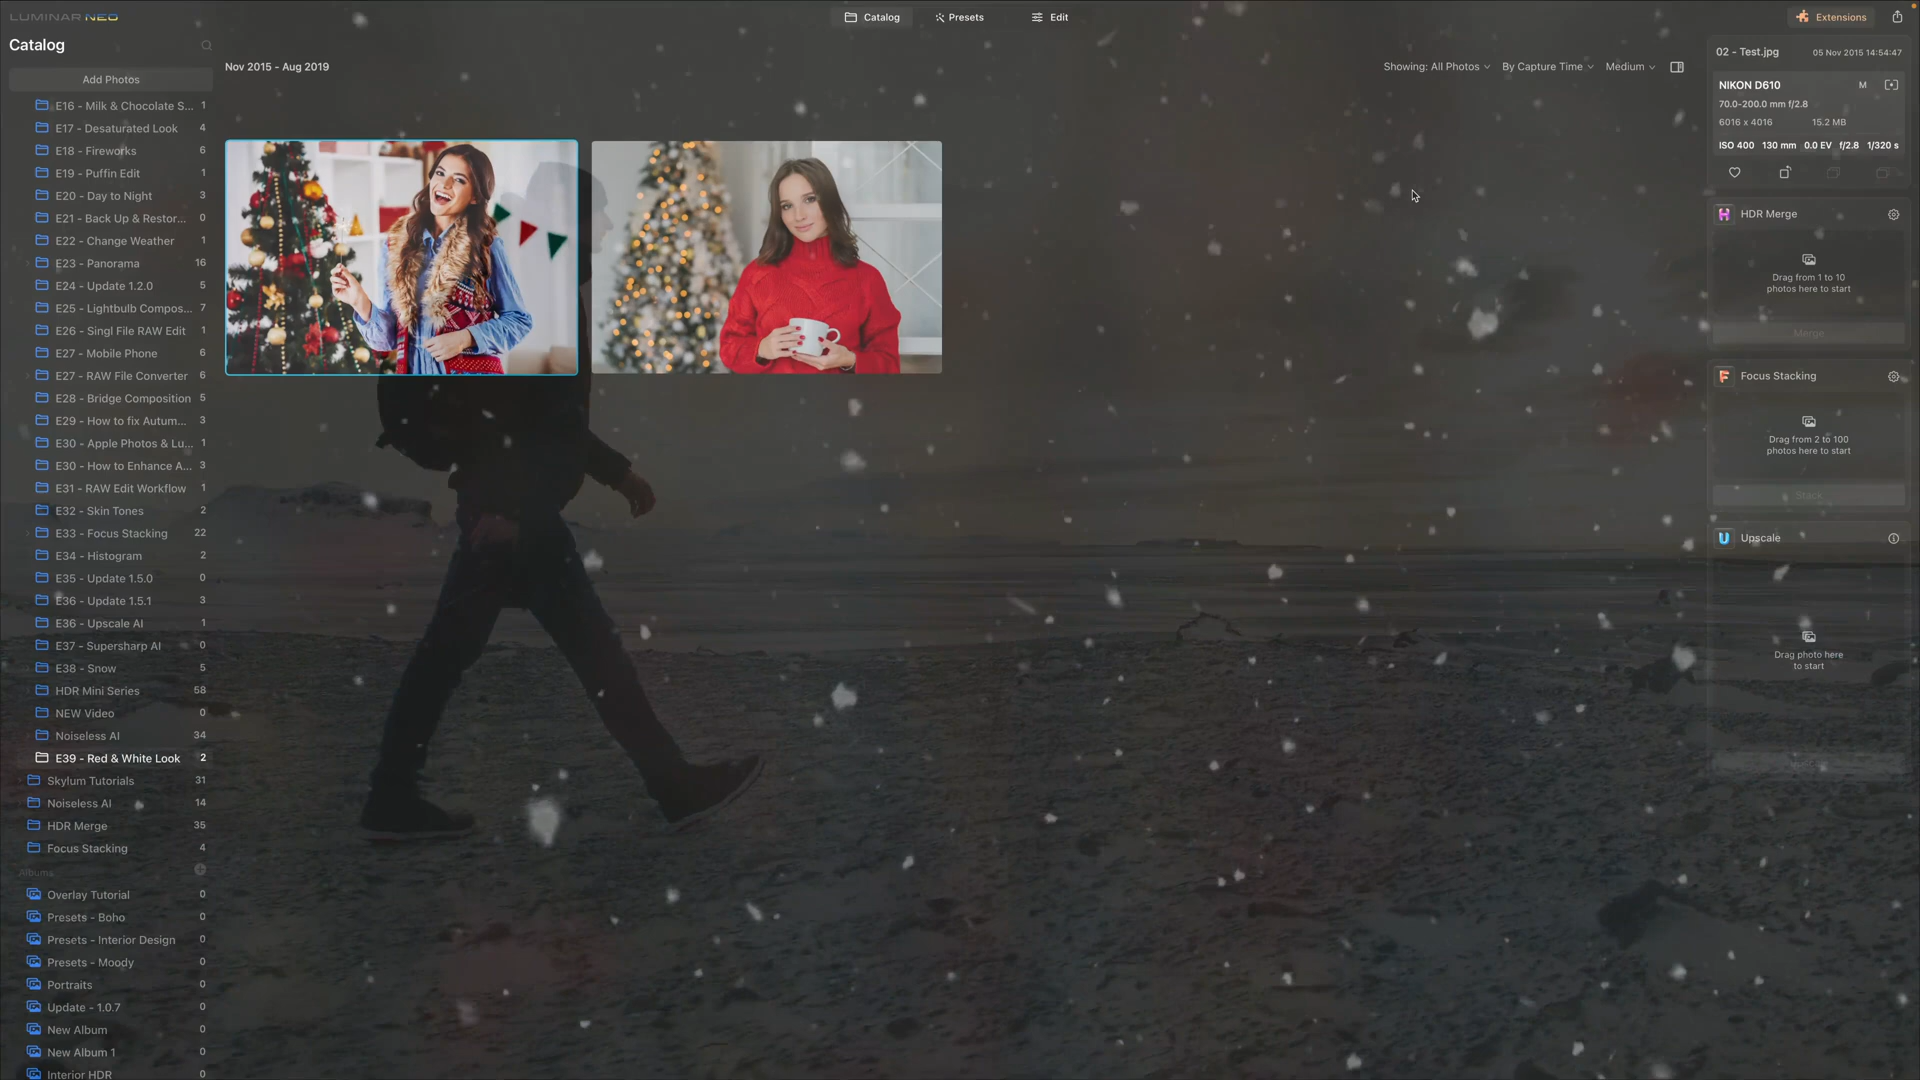 LUMINAR NEO
Catalog
Presets
Edit
Extensions
Catalog
Add Photos
E16 - Milk & Chocolate S... 1
E17 - Desaturated Look 4
E18 - Fireworks 6
E19 - Puffin Edit 1
E20 - Day to Night 3
E21 - Back Up & Restor... 0
E22 - Change Weather 1
E23 - Panorama 16
E24 - Update 1.2.0 5
E25 - Lightbulb Compos... 7
E26 - Singl File RAW Edit 1
E27 - Mobile Phone 6
E27 - RAW File Converter 6
E28 - Bridge Composition 5
E29 - How to fix Autum... 3
E30 - Apple Photos & Lu... 1
E30 - How to Enhance A... 3
E31 - RAW Edit Workflow 1
E32 - Skin Tones 2
E33 - Focus Stacking 22
E34 - Histogram 2
E35 - Update 1.5.0 0
E36 - Update 1.5.1 3
E36 - Upscale AI 1
E37 - Supersharp AI 0
E38 - Snow 5
HDR Mini Series 58
NEW Video 0
Noiseless AI 34
E39 - Red & White Look 2
Skylum Tutorials 31
Noiseless AI 14
HDR Merge 35
Focus Stacking 4
Albums
Overlay Tutorial 0
Presets - Boho 0
Presets - Interior Design 0
Presets - Moody 0
Portraits 0
Update - 1.0.7 0
New Album 0
New Album 1 0
Interior HDR 0
Nov 2015 - Aug 2019
Showing: All Photos
By Capture Time
Medium
02 - Test.jpg 05 Nov 2015 14:54:47
NIKON D610 M
70.0-200.0 mm f/2.8
6016 x 4016 15.2 MB
ISO 400 130 mm 0.0 EV f/2.8 1/320 s
HDR Merge
Drag from 1 to 10
photos here to start
Merge
Focus Stacking
Drag from 2 to 100
photos here to start
Stack
Upscale
Drag photo here
to start